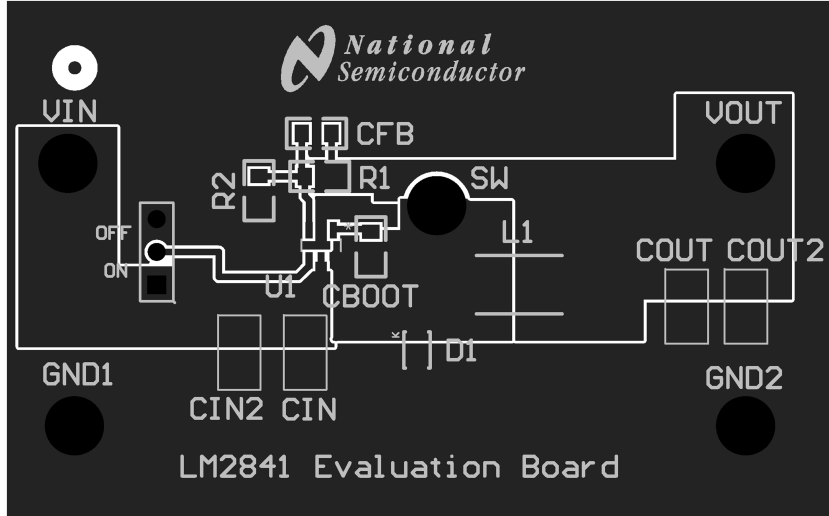 National
Semiconductor
VIN
CFB
VOUT
R2
R1
SW
OFF
ON
L1
COUT
COUT2
U1
CBOOT
K
D1
GND1
GND2
CIN2
CIN
LM2841 Evaluation Board